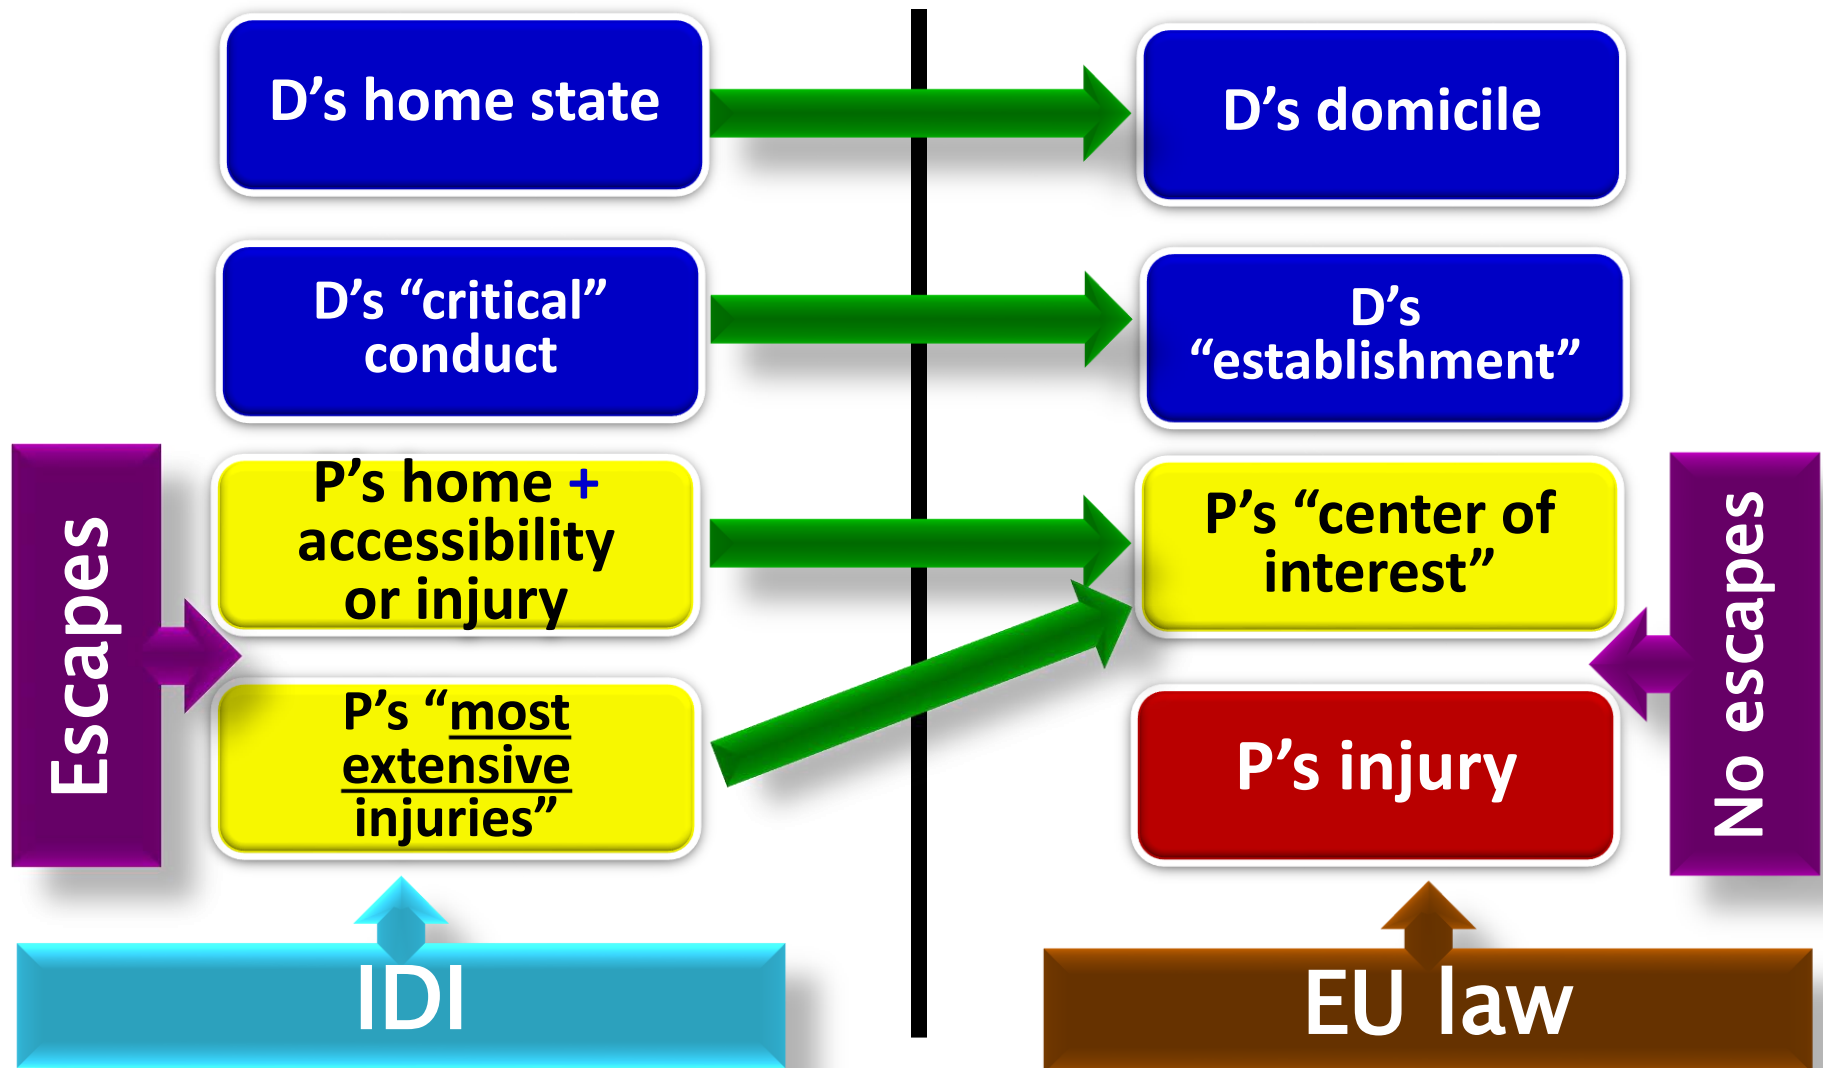 D’s home state
D’s domicile
D’s “critical”
conduct
D’s
“establishment”
Escapes
P’s home +
accessibility
or injury
P’s “center of
interest”
No escapes
P’s “most
extensive
injuries”
P’s injury
IDI
EU law